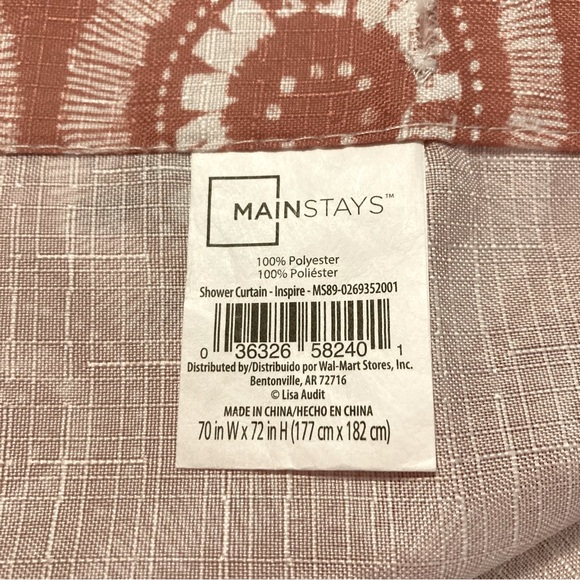 MAINSTAYS™
100% Polyester
100% Poliéster
Shower Curtain - Inspire - MS89-0269352001
0 36326 58240 1
Distributed by/Distribuido por Wal-Mart Stores, Inc.
Bentonville, AR 72716
© Lisa Audit
MADE IN CHINA/HECHO EN CHINA
70 in W x 72 in H (177 cm x 182 cm)